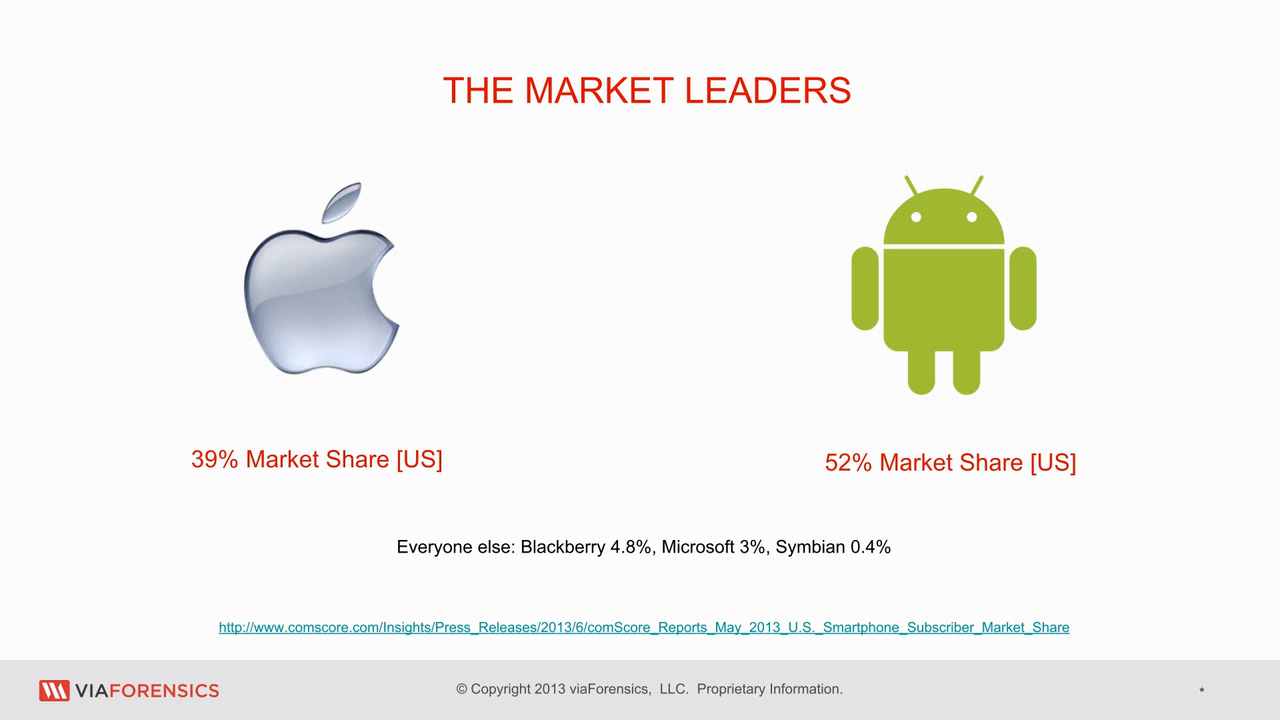 THE MARKET LEADERS
39% Market Share [US]
52% Market Share [US]
Everyone else: Blackberry 4.8%, Microsoft 3%, Symbian 0.4%
http://www.comscore.com/Insights/Press_Releases/2013/6/comScore_Reports_May_2013_U.S._Smartphone_Subscriber_Market_Share
VIAFORENSICS
© Copyright 2013 viaForensics, LLC. Proprietary Information.
*